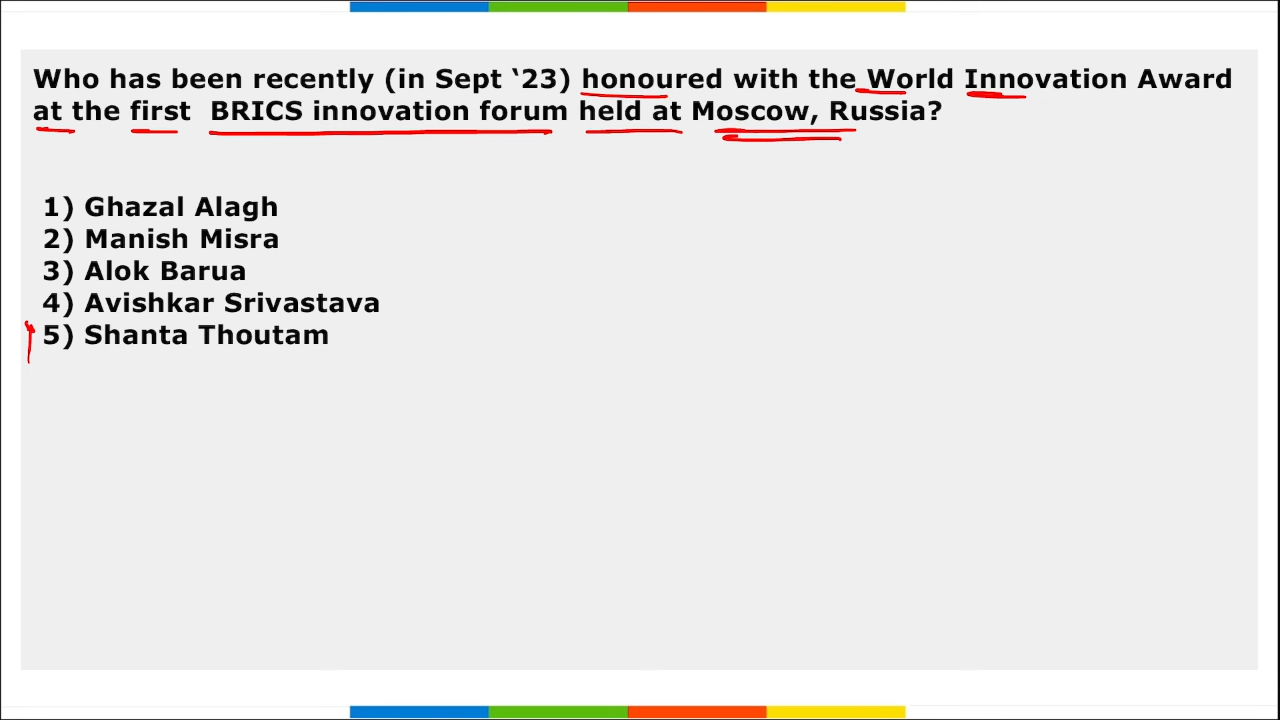 Who has been recently (in Sept ‘23) honoured with the World Innovation Award
at the first BRICS innovation forum held at Moscow, Russia?
1) Ghazal Alagh
2) Manish Misra
3) Alok Barua
4) Avishkar Srivastava
5) Shanta Thoutam